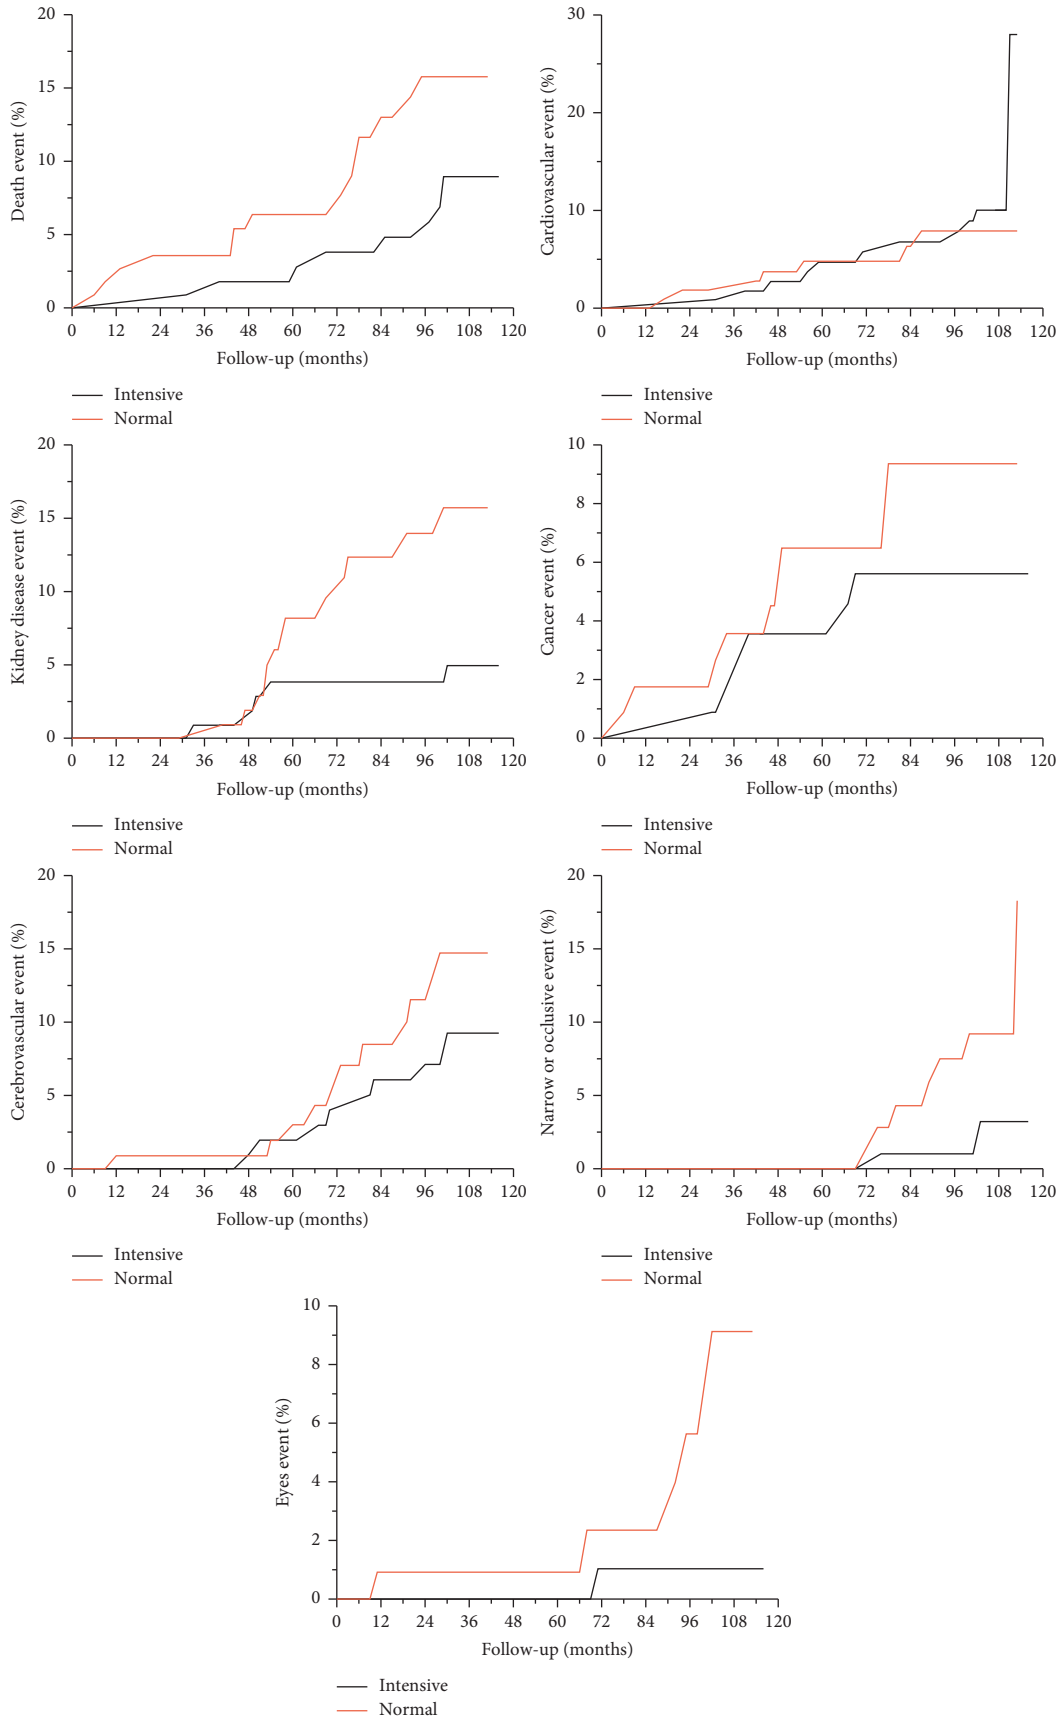 20
15
10
5
0
Death event (%)
0 12 24 36 48 60 72 84 96 108 120
Follow-up (months)
Intensive
Normal
30
30
20
10
0
Cardiovascular event (%)
0 12 24 36 48 60 72 84 96 108 120
Follow-up (months)
Intensive
Normal
20
15
10
5
0
Kidney disease event (%)
0 12 24 36 48 60 72 84 96 108 120
Follow-up (months)
Intensive
Normal
10
8
6
4
2
0
Cancer event (%)
0 12 24 36 48 60 72 84 96 108 120
Follow-up (months)
Intensive
Normal
20
15
10
5
0
Cerebrovascular event (%)
0 12 24 36 48 60 72 84 96 108 120
Follow-up (months)
Intensive
Normal
20
15
10
5
0
Narrow or occlusive event (%)
0 12 24 36 48 60 72 84 96 108 120
Follow-up (months)
Intensive
Normal
10
8
6
4
2
0
Eyes event (%)
0 12 24 36 48 60 72 84 96 108 120
Follow-up (months)
Intensive
Normal